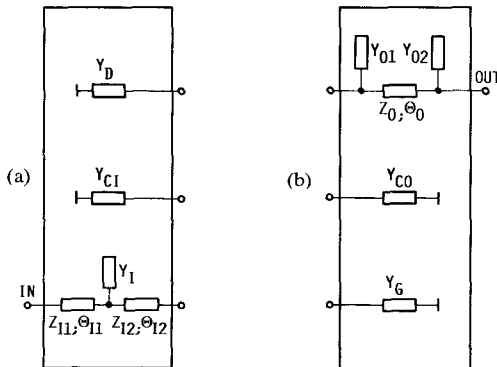 (a)
Y_D
Y_CI
Y_I
IN
Z_I1;Θ_I1 Z_I2;Θ_I2
(b)
Y_O1 Y_O2
OUT
Z_O;Θ_O
Y_CO
Y_G